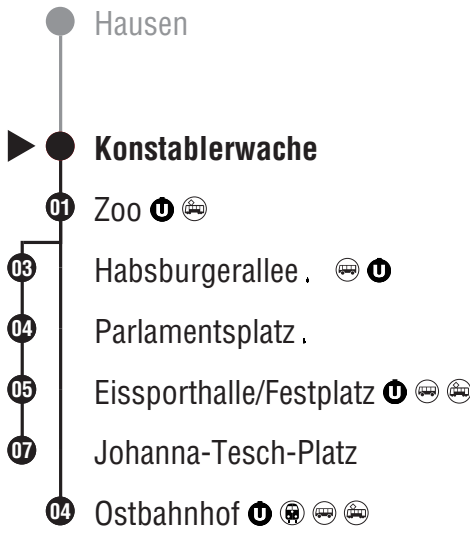 Hausen
Konstablerwache
01 Zoo U
03 Habsburgerallee . U
04 Parlamentsplatz .
05 Eissporthalle/Festplatz U
07 Johanna-Tesch-Platz
04 Ostbahnhof U